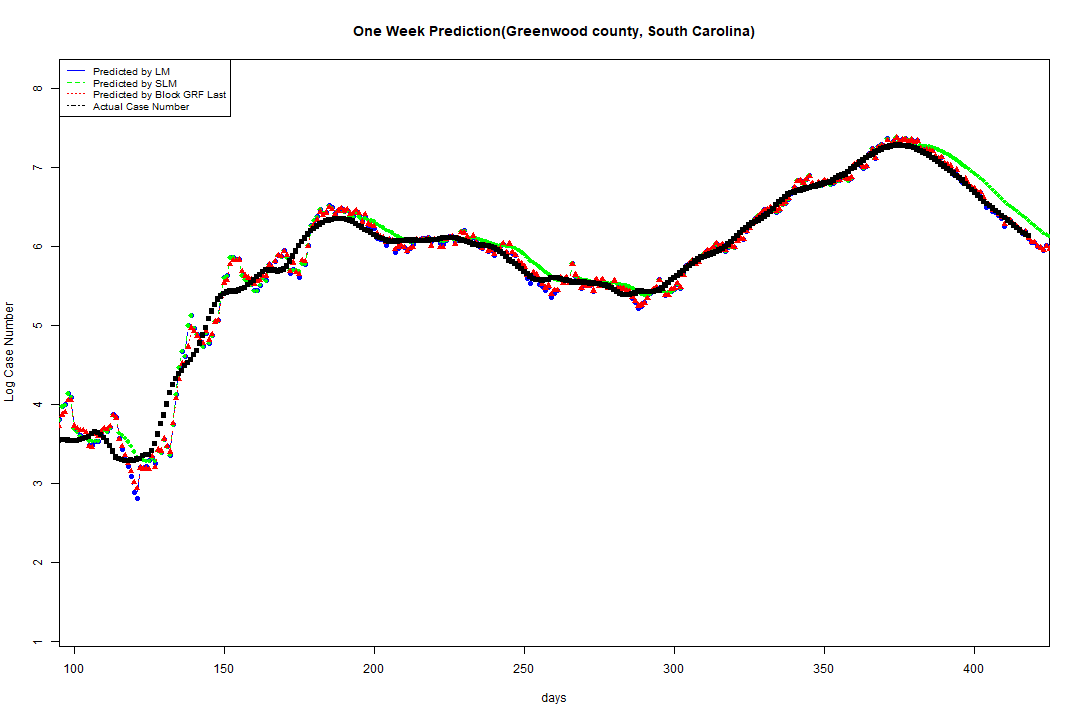 One Week Prediction(Greenwood county, South Carolina)
Predicted by LM
Predicted by SLM
Predicted by Block GRF Last
Actual Case Number
8
7
6
5
4
3
2
1
Log Case Number
100 150 200 250 300 350 400
days